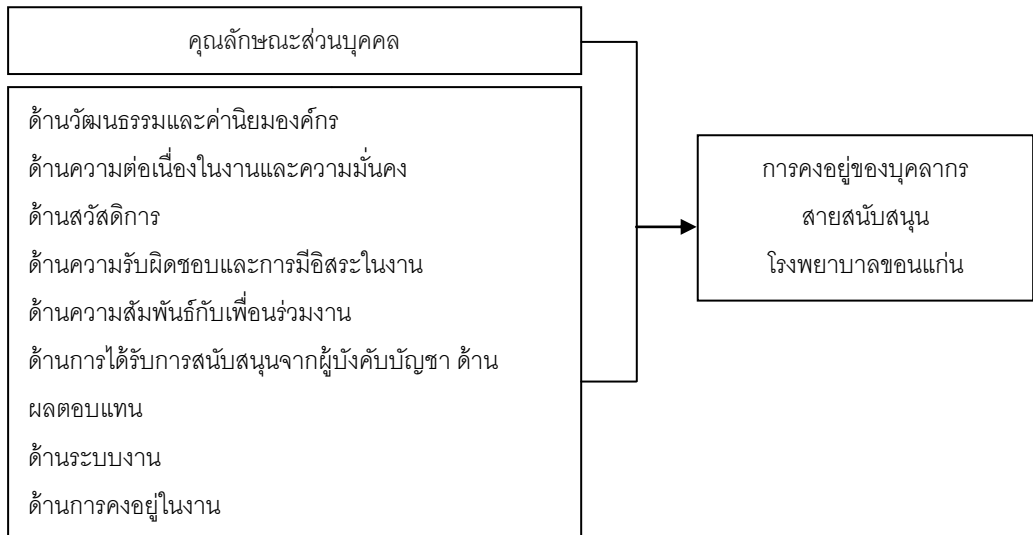 คุณลักษณะส่วนบุคคล
ด้านวัฒนธรรมและค่านิยมองค์กร
ด้านความต่อเนื่องในงานและความมั่นคง
ด้านสวัสดิการ
ด้านความรับผิดชอบและการมีอิสระในงาน
ด้านความสัมพันธ์กับเพื่อนร่วมงาน
ด้านการได้รับการสนับสนุนจากผู้บังคับบัญชา ด้าน
ผลตอบแทน
ด้านระบบงาน
ด้านการคงอยู่ในงาน
การคงอยู่ของบุคลากร
สายสนับสนุน
โรงพยาบาลขอนแก่น